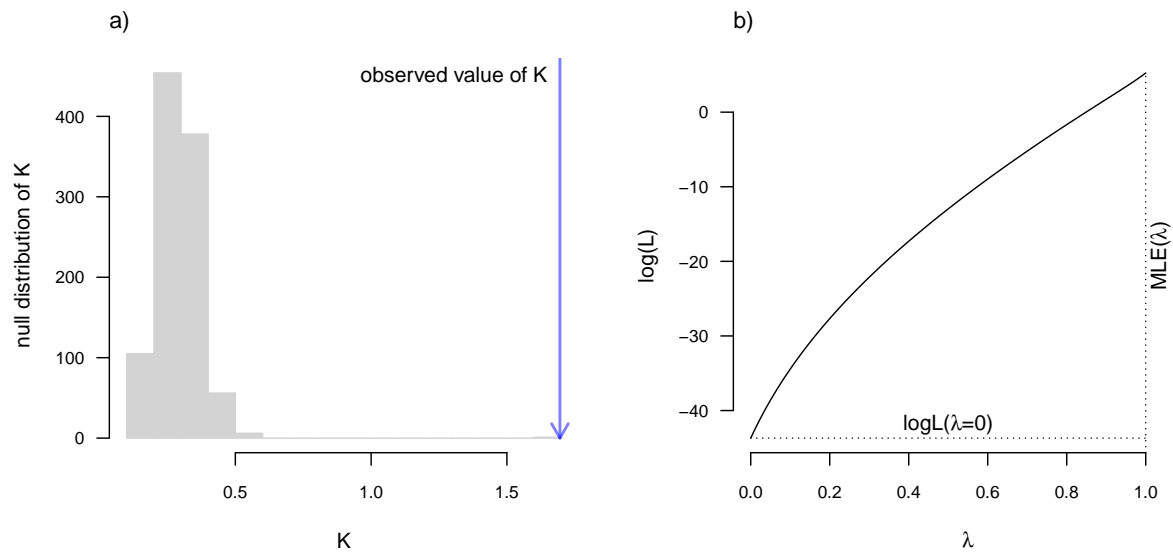 a)
observed value of K
400
300
200
100
0
null distribution of K
0.5 1.0 1.5
K
b)
0
−10
−20
−30
−40
log(L)
logL(λ=0)
MLE(λ)
0.0 0.2 0.4 0.6 0.8 1.0
λ